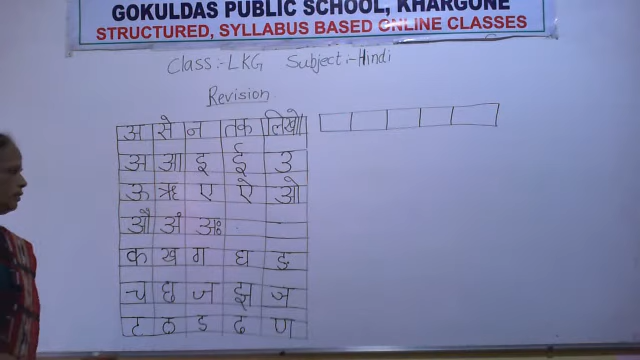 GOKULDAS PUBLIC SCHOOL, KHARGONE
STRUCTURED, SYLLABUS BASED ONLINE CLASSES
Class:- LKG Subject:- Hindi
Revision
अ से न तक लिखो
अ आ इ ई उ
ऊ ऋ ए ऐ ओ
औ अं अः
क ख ग घ ङ
च छ ज झ ञ
ट ठ ड ढ ण